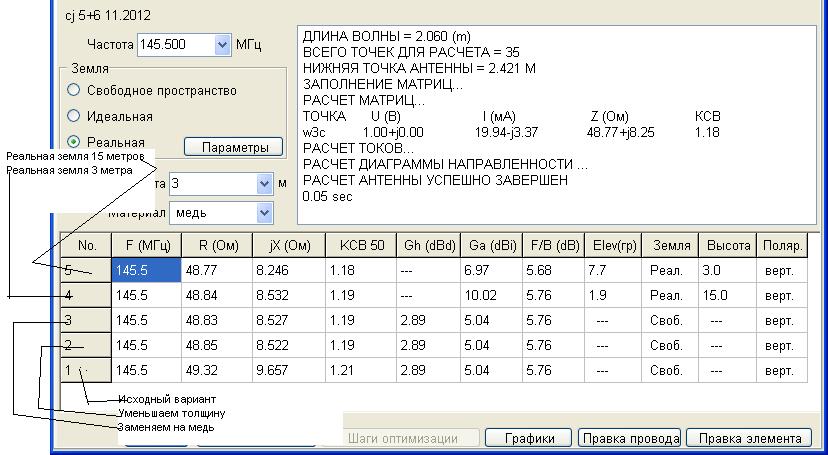 cj 5+6 11.2012
Частота 145.500 МГц
Земля
Свободное пространство
Идеальная
Реальная
Параметры
Реальная земля 15 метров
Реальная земля 3 метра
та 3 м
Материал медь
ДЛИНА ВОЛНЫ = 2.060 (m)
ВСЕГО ТОЧЕК ДЛЯ РАСЧЕТА = 35
НИЖНЯЯ ТОЧКА АНТЕННЫ = 2.421 М
ЗАПОЛНЕНИЕ МАТРИЦ...
РАСЧЕТ МАТРИЦ...
ТОЧКА U (В) I (мА) Z (Ом) КСВ
w3c 1.00+j0.00 19.94-j3.37 48.77+j8.25 1.18
РАСЧЕТ ТОКОВ...
РАСЧЕТ ДИАГРАММЫ НАПРАВЛЕННОСТИ ...
РАСЧЕТ АНТЕННЫ УСПЕШНО ЗАВЕРШЕН
0.05 sec
No. F (МГц) R (Ом) jX (Ом) КСВ 50 Gh (dBd) Ga (dBi) F/B (dB) Elev(гр) Земля Высота Поляр.
5 145.5 48.77 8.246 1.18 --- 6.97 5.68 7.7 Реал. 3.0 верт.
4 145.5 48.84 8.532 1.19 --- 10.02 5.76 1.9 Реал. 15.0 верт.
3 145.5 48.83 8.527 1.19 2.89 5.04 5.76 --- Своб. --- верт.
2 145.5 48.85 8.522 1.19 2.89 5.04 5.76 --- Своб. --- верт.
1 145.5 49.32 9.657 1.21 2.89 5.04 5.76 --- Своб. --- верт.
Исходный вариант
Уменьшаем толщину
Заменяем на медь
Шаги оптимизации
Графики
Правка провода
Правка элемента